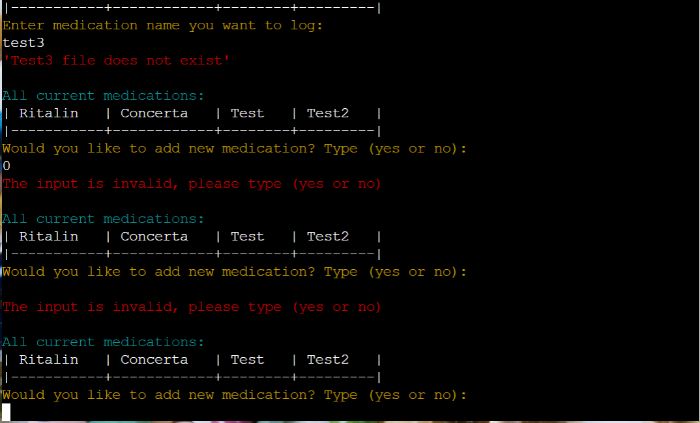 |-----------+-----------+--------+---------|
Enter medication name you want to log:
test3
'Test3 file does not exist'
All current medications:
| Ritalin   | Concerta  | Test   | Test2   |
|-----------+-----------+--------+---------|
Would you like to add new medication? Type (yes or no):
0
The input is invalid, please type (yes or no)
All current medications:
| Ritalin   | Concerta  | Test   | Test2   |
|-----------+-----------+--------+---------|
Would you like to add new medication? Type (yes or no):
The input is invalid, please type (yes or no)
All current medications:
| Ritalin   | Concerta  | Test   | Test2   |
|-----------+-----------+--------+---------|
Would you like to add new medication? Type (yes or no):